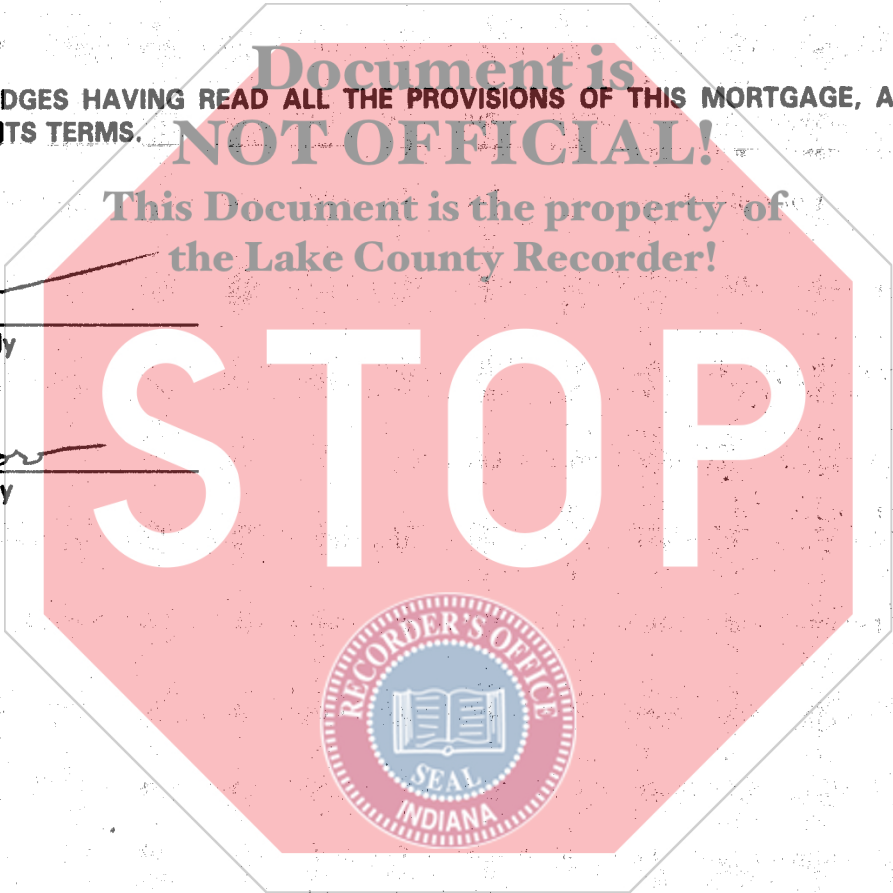 Document is
DGES HAVING READ ALL THE PROVISIONS OF THIS MORTGAGE, A
ITS TERMS.
NOT OFFICIAL!
This Document is the property of
the Lake County Recorder!
y
y
STOP
RECORDER'S OFFICE
SEAL
INDIANA